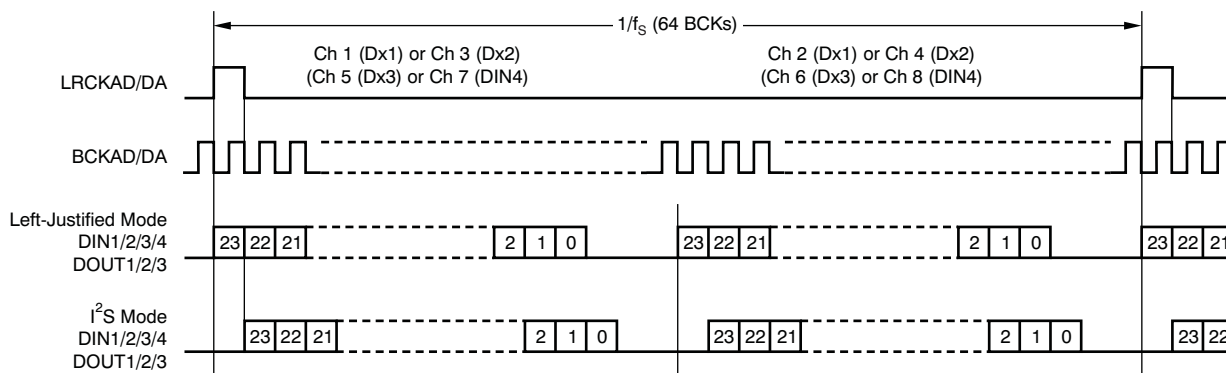 1/fS (64 BCKs)
Ch 1 (Dx1) or Ch 3 (Dx2)
(Ch 5 (Dx3) or Ch 7 (DIN4)
Ch 2 (Dx1) or Ch 4 (Dx2)
(Ch 6 (Dx3) or Ch 8 (DIN4)
LRCKAD/DA
BCKAD/DA
Left-Justified Mode
DIN1/2/3/4
DOUT1/2/3
23 22 21 2 1 0 23 22 21 2 1 0 23 22 21
I2S Mode
DIN1/2/3/4
DOUT1/2/3
23 22 21 2 1 0 23 22 21 2 1 0 23 22